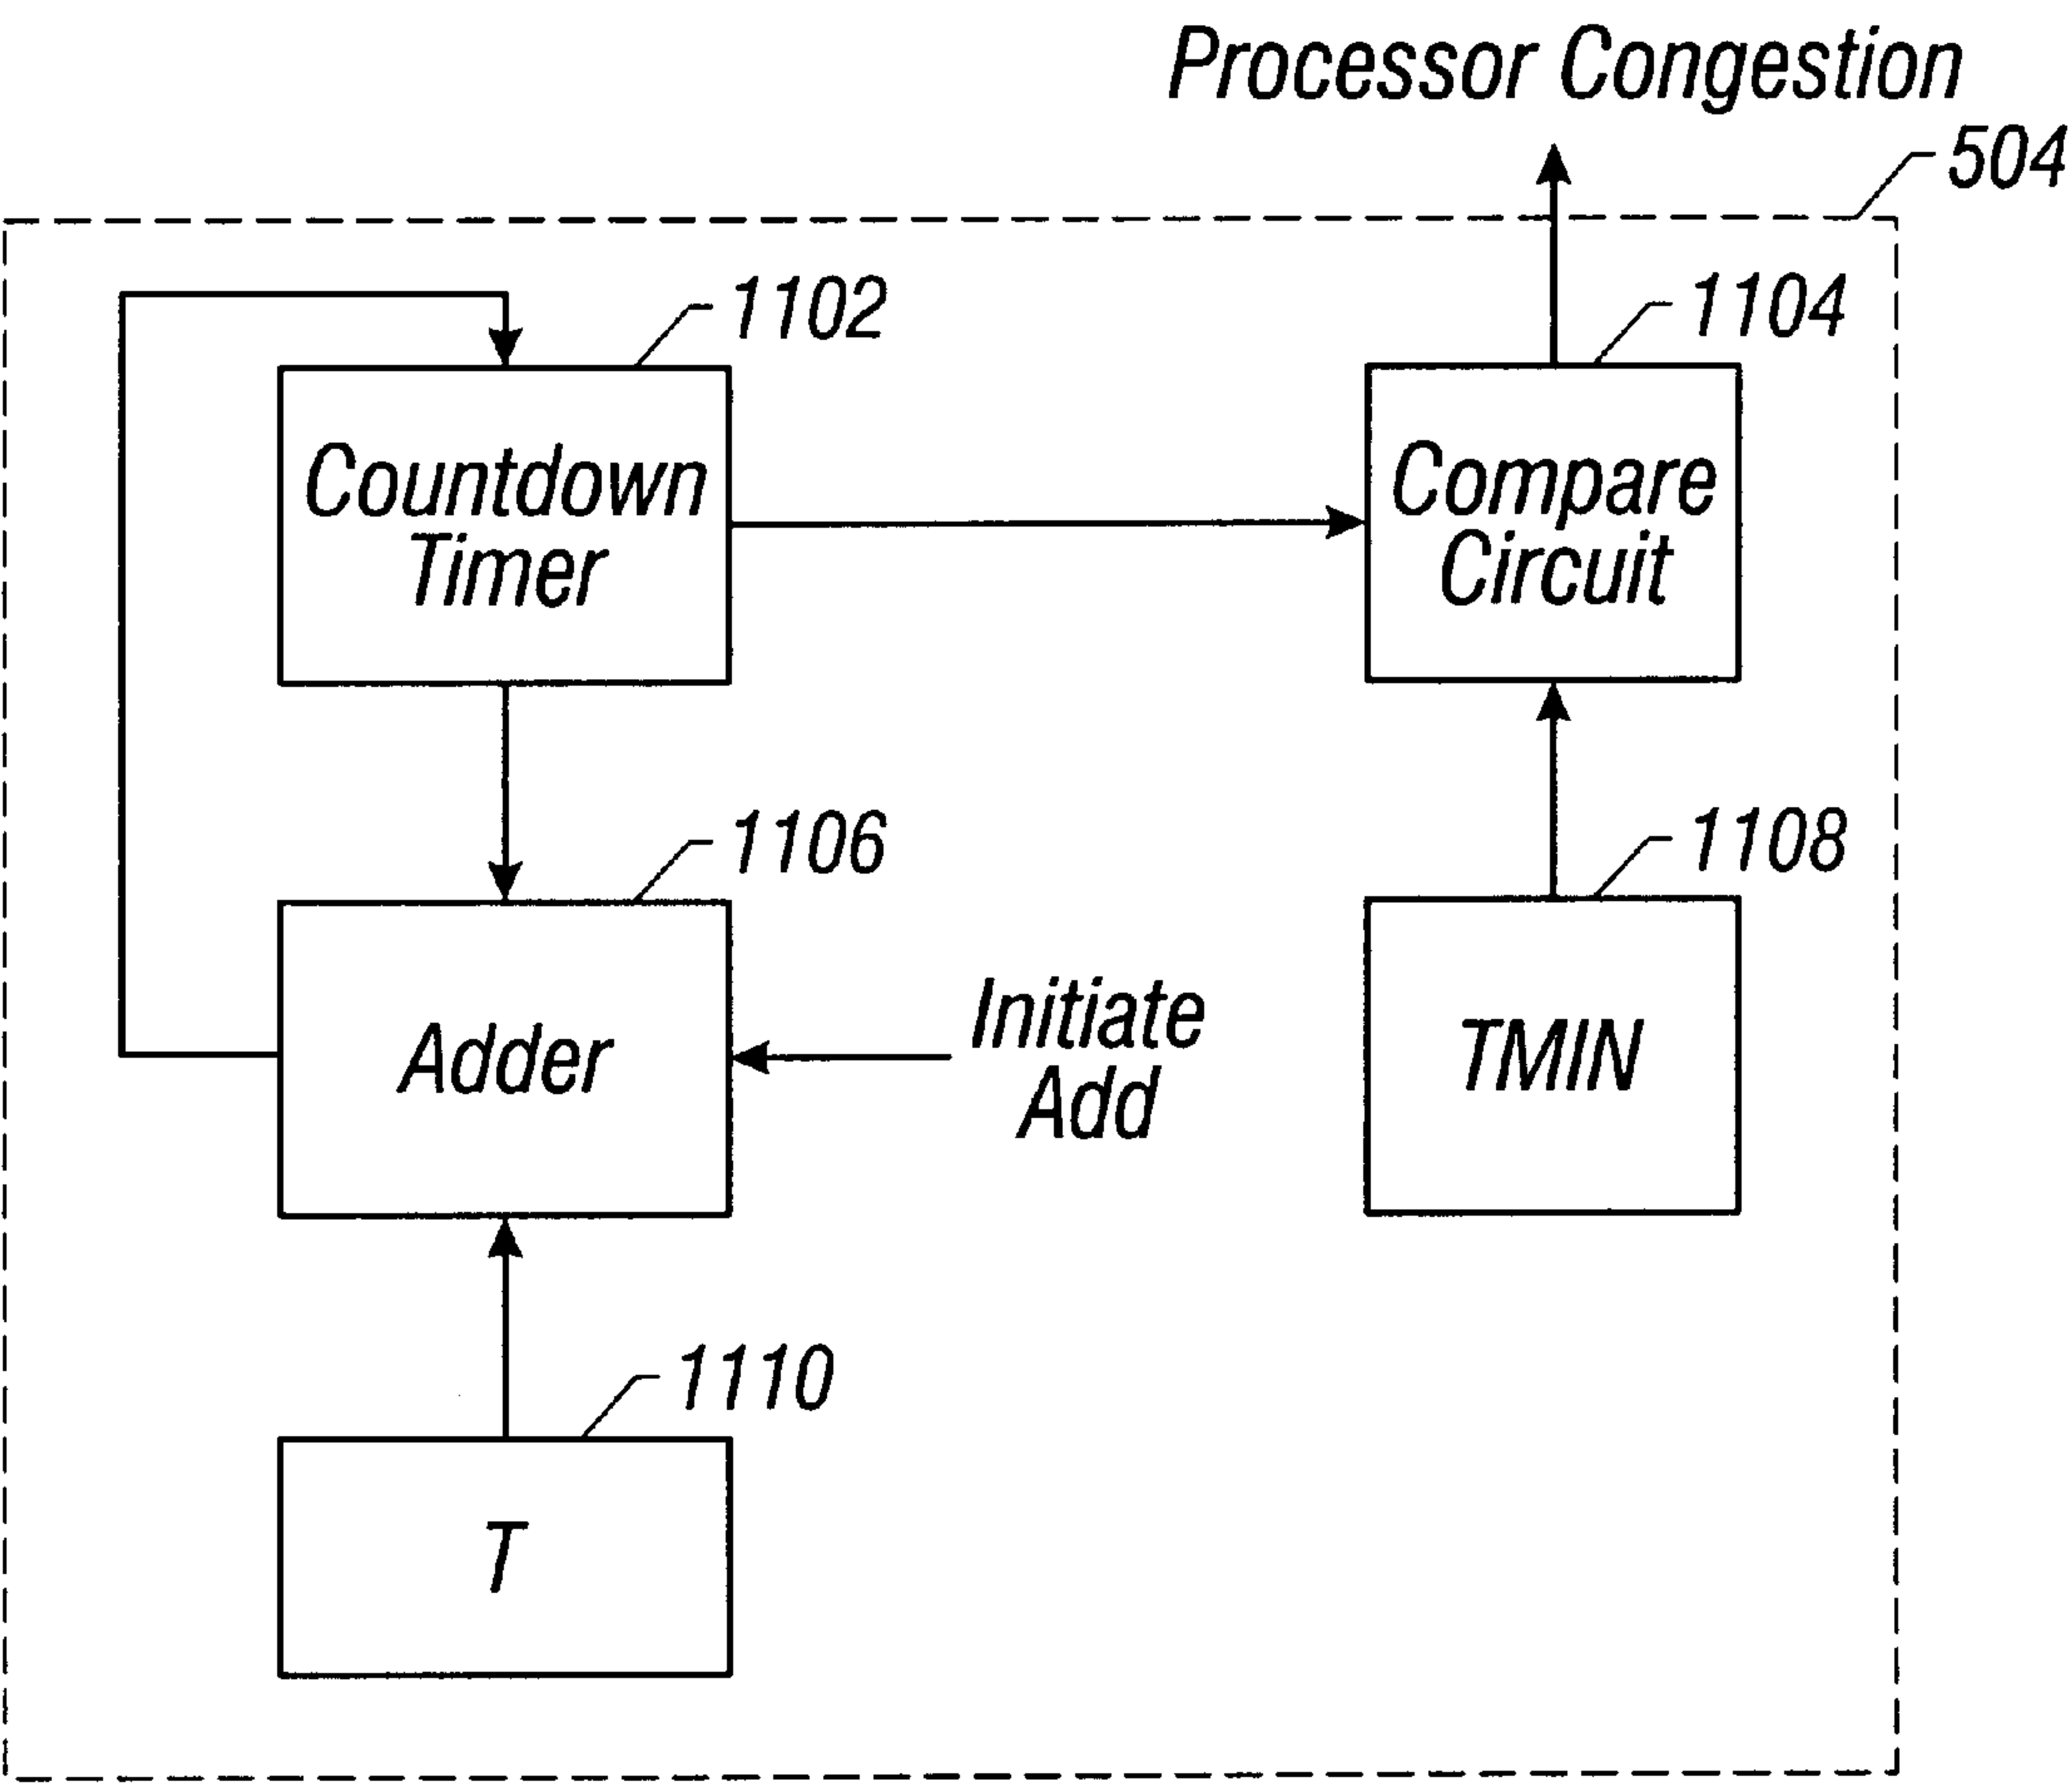 Processor Congestion
504
1102
1104
Countdown
Timer
Compare
Circuit
1106
1108
Adder
Initiate
Add
TMIN
1110
T